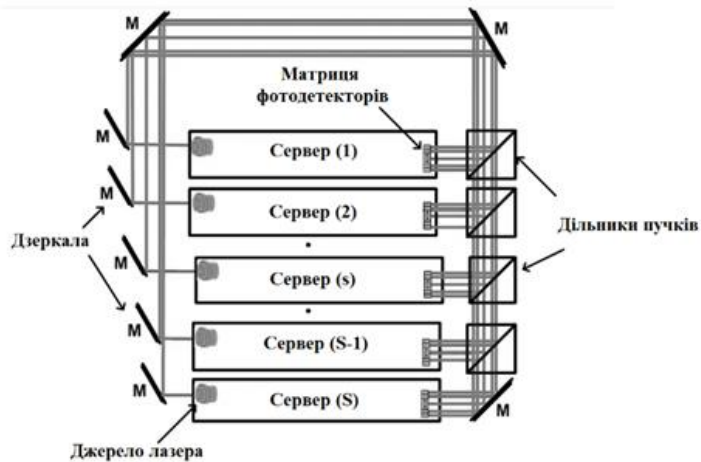 M
M
Матриця
фотодетекторів
M
Сервер (1)
M
Сервер (2)
Дзеркала
Дільники пучків
M
Сервер (s)
M
Сервер (S-1)
M
Сервер (S)
M
Джерело лазера